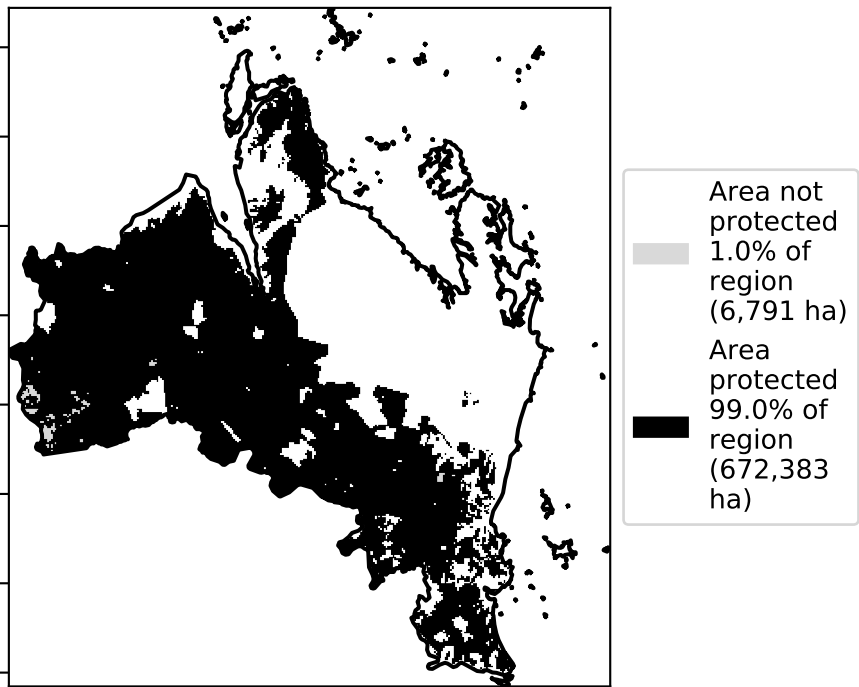 Area not
protected
1.0% of
region
(6,791 ha)
Area
protected
99.0% of
region
(672,383
ha)